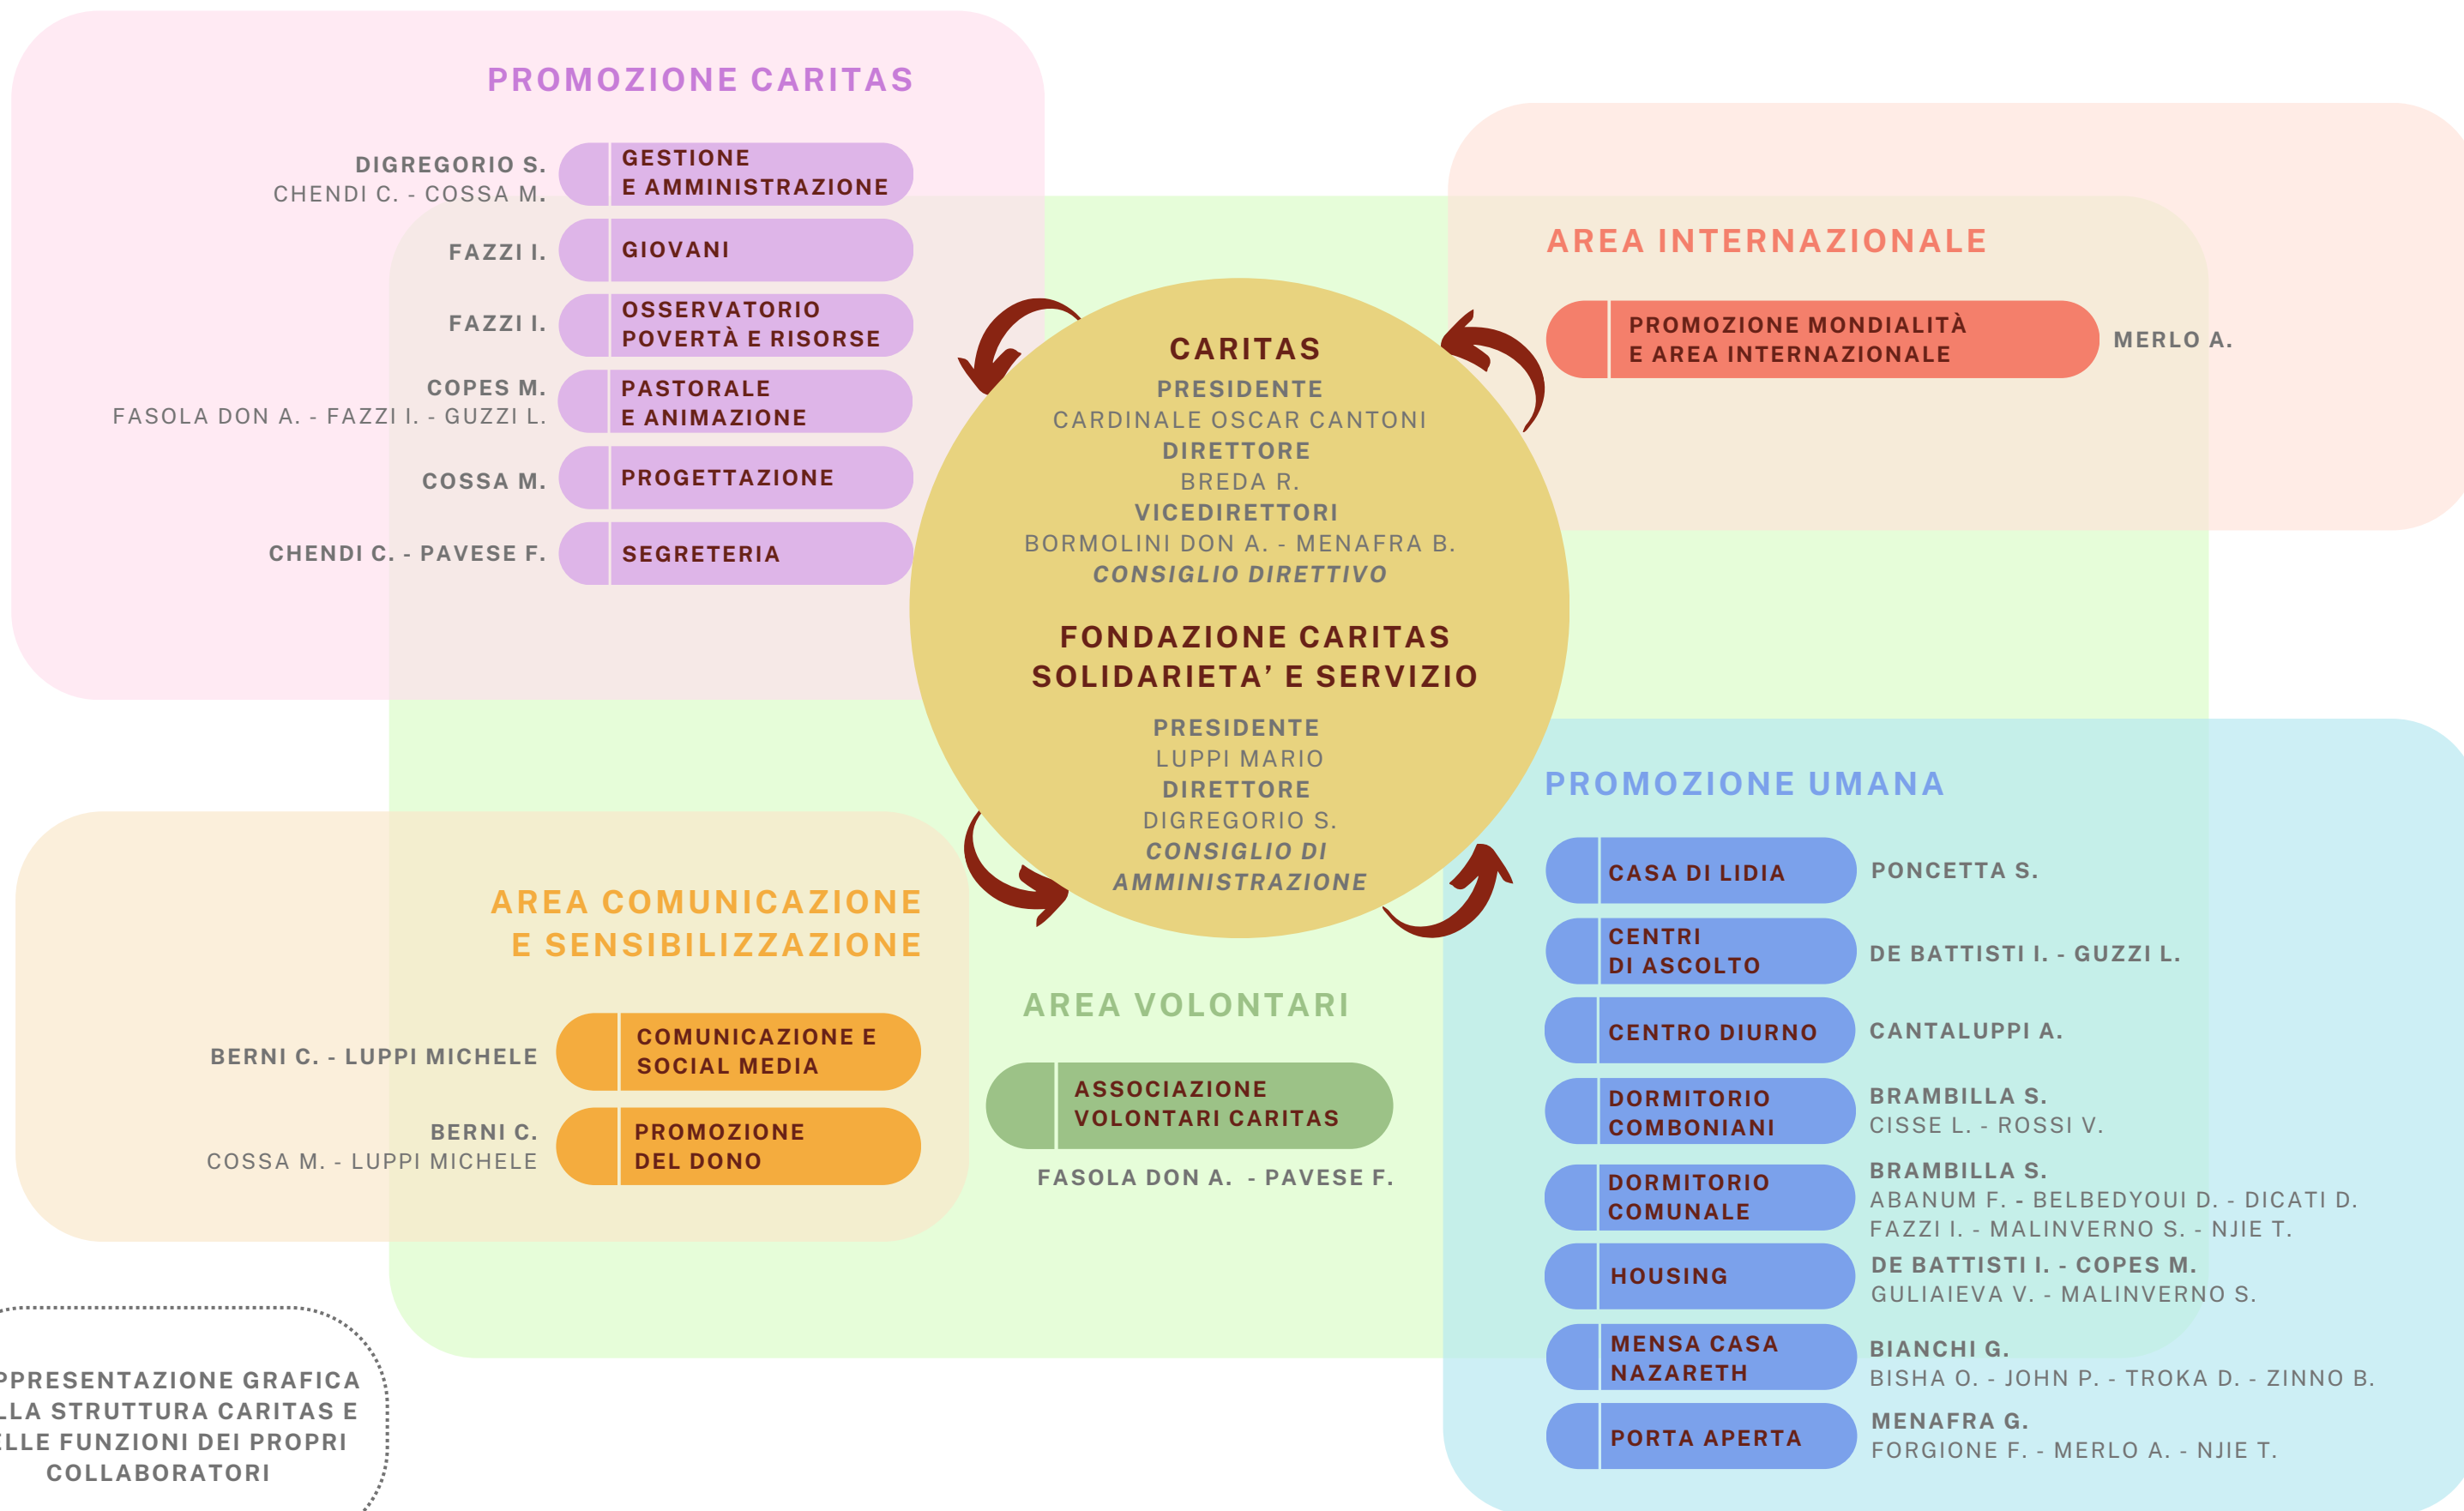 PROMOZIONE CARITAS
DIGREGORIO S.
CHENDI C. - COSSA M.
GESTIONE
E AMMINISTRAZIONE
FAZZI I.
GIOVANI
FAZZI I.
OSSERVATORIO
POVERTÀ E RISORSE
COPES M.
FASOLA DON A. - FAZZI I. - GUZZI L.
PASTORALE
E ANIMAZIONE
COSSA M.
PROGETTAZIONE
CHENDI C. - PAVESE F.
SEGRETERIA
CARITAS
PRESIDENTE
CARDINALE OSCAR CANTONI
DIRETTORE
BREDA R.
VICEDIRETTORI
BORMOLINI DON A. - MENAFRA B.
CONSIGLIO DIRETTIVO
FONDAZIONE CARITAS
SOLIDARIETA’ E SERVIZIO
PRESIDENTE
LUPPI MARIO
DIRETTORE
DIGREGORIO S.
CONSIGLIO DI
AMMINISTRAZIONE
AREA INTERNAZIONALE
PROMOZIONE MONDIALITÀ
E AREA INTERNAZIONALE
MERLO A.
AREA COMUNICAZIONE
E SENSIBILIZZAZIONE
BERNI C. - LUPPI MICHELE
COMUNICAZIONE E
SOCIAL MEDIA
BERNI C.
COSSA M. - LUPPI MICHELE
PROMOZIONE
DEL DONO
AREA VOLONTARI
ASSOCIAZIONE
VOLONTARI CARITAS
FASOLA DON A. - PAVESE F.
PROMOZIONE UMANA
CASA DI LIDIA
PONCETTA S.
CENTRI
DI ASCOLTO
DE BATTISTI I. - GUZZI L.
CENTRO DIURNO
CANTALUPPI A.
DORMITORIO
COMBONIANI
BRAMBILLA S.
CISSE L. - ROSSI V.
DORMITORIO
COMUNALE
BRAMBILLA S.
ABANUM F. - BELBEDYOUI D. - DICATI D.
FAZZI I. - MALINVERNO S. - NJIE T.
HOUSING
DE BATTISTI I. - COPES M.
GULIAIEVA V. - MALINVERNO S.
MENSA CASA
NAZARETH
BIANCHI G.
BISHA O. - JOHN P. - TROKA D. - ZINNO B.
PORTA APERTA
MENAFRA G.
FORGIONE F. - MERLO A. - NJIE T.
PPRESENTAZIONE GRAFICA
LLA STRUTTURA CARITAS E
ELLE FUNZIONI DEI PROPRI
COLLABORATORI